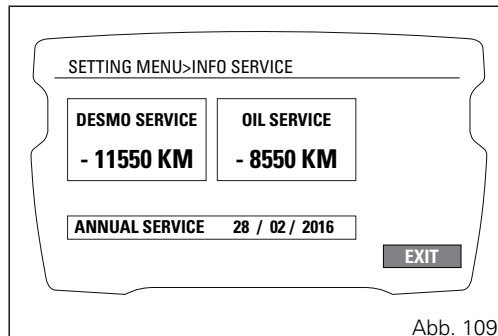 SETTING MENU>INFO SERVICE
DESMO SERVICE
- 11550 KM
OIL SERVICE
- 8550 KM
ANNUAL SERVICE 28 / 02 / 2016
EXIT
Abb. 109